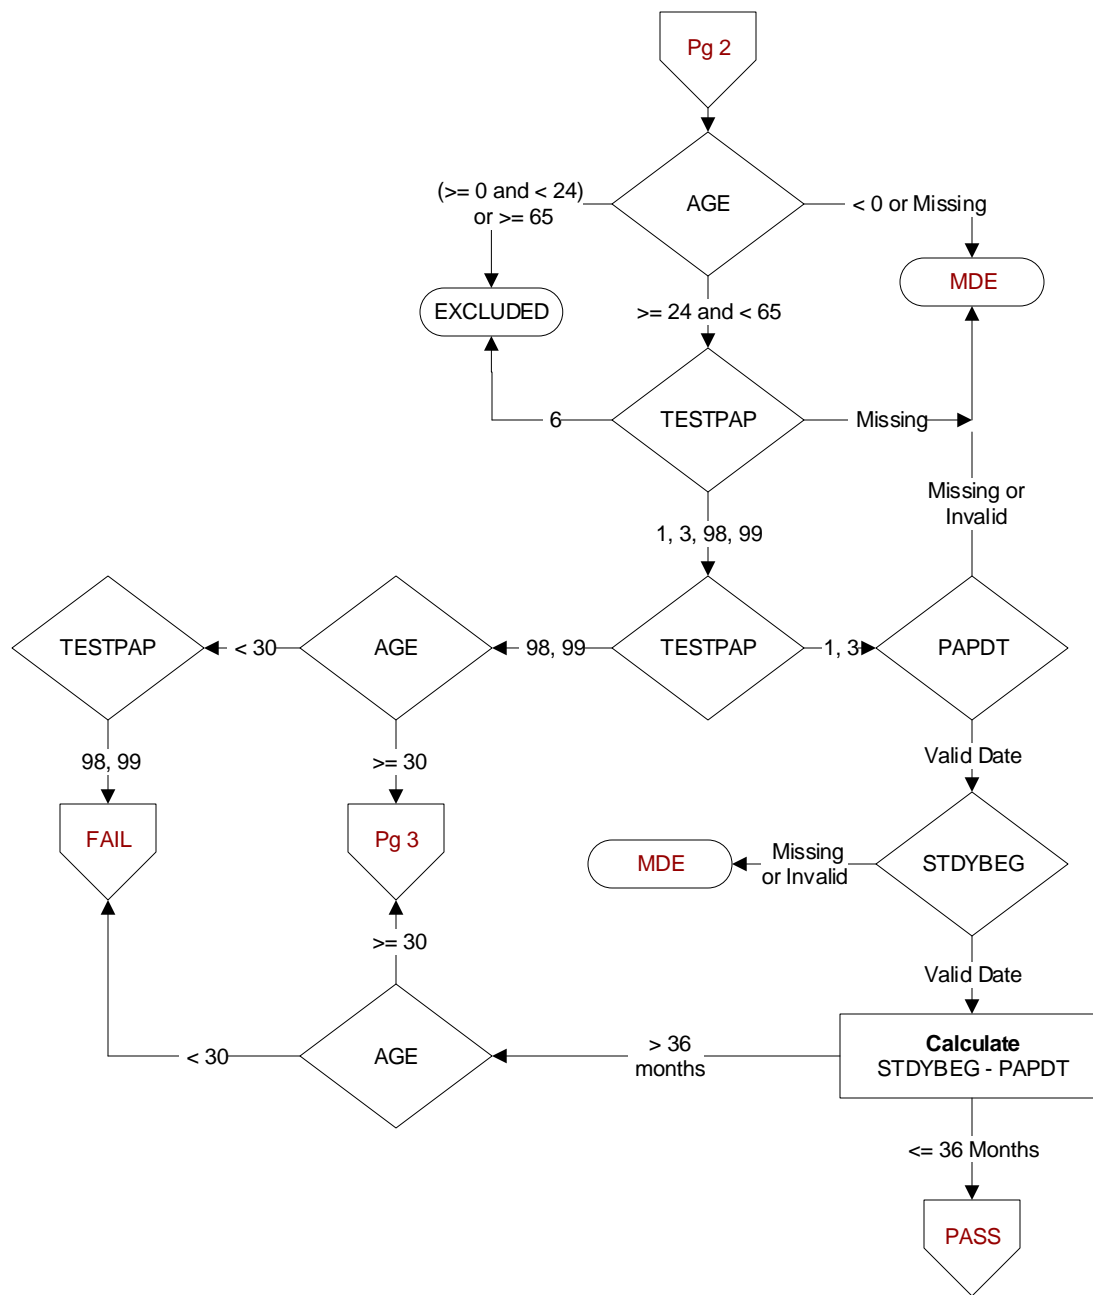 Pg 2
(>= 0 and < 24)
or >= 65
AGE
< 0 or Missing
MDE
EXCLUDED
>= 24 and < 65
6
TESTPAP
Missing
Missing or
Invalid
1, 3, 98, 99
TESTPAP
< 30
AGE
98, 99
TESTPAP
1, 3
PAPDT
98, 99
>= 30
Valid Date
FAIL
Pg 3
MDE
Missing
or Invalid
STDYBEG
>= 30
Valid Date
< 30
AGE
> 36
months
Calculate
STDYBEG - PAPDT
<= 36 Months
PASS